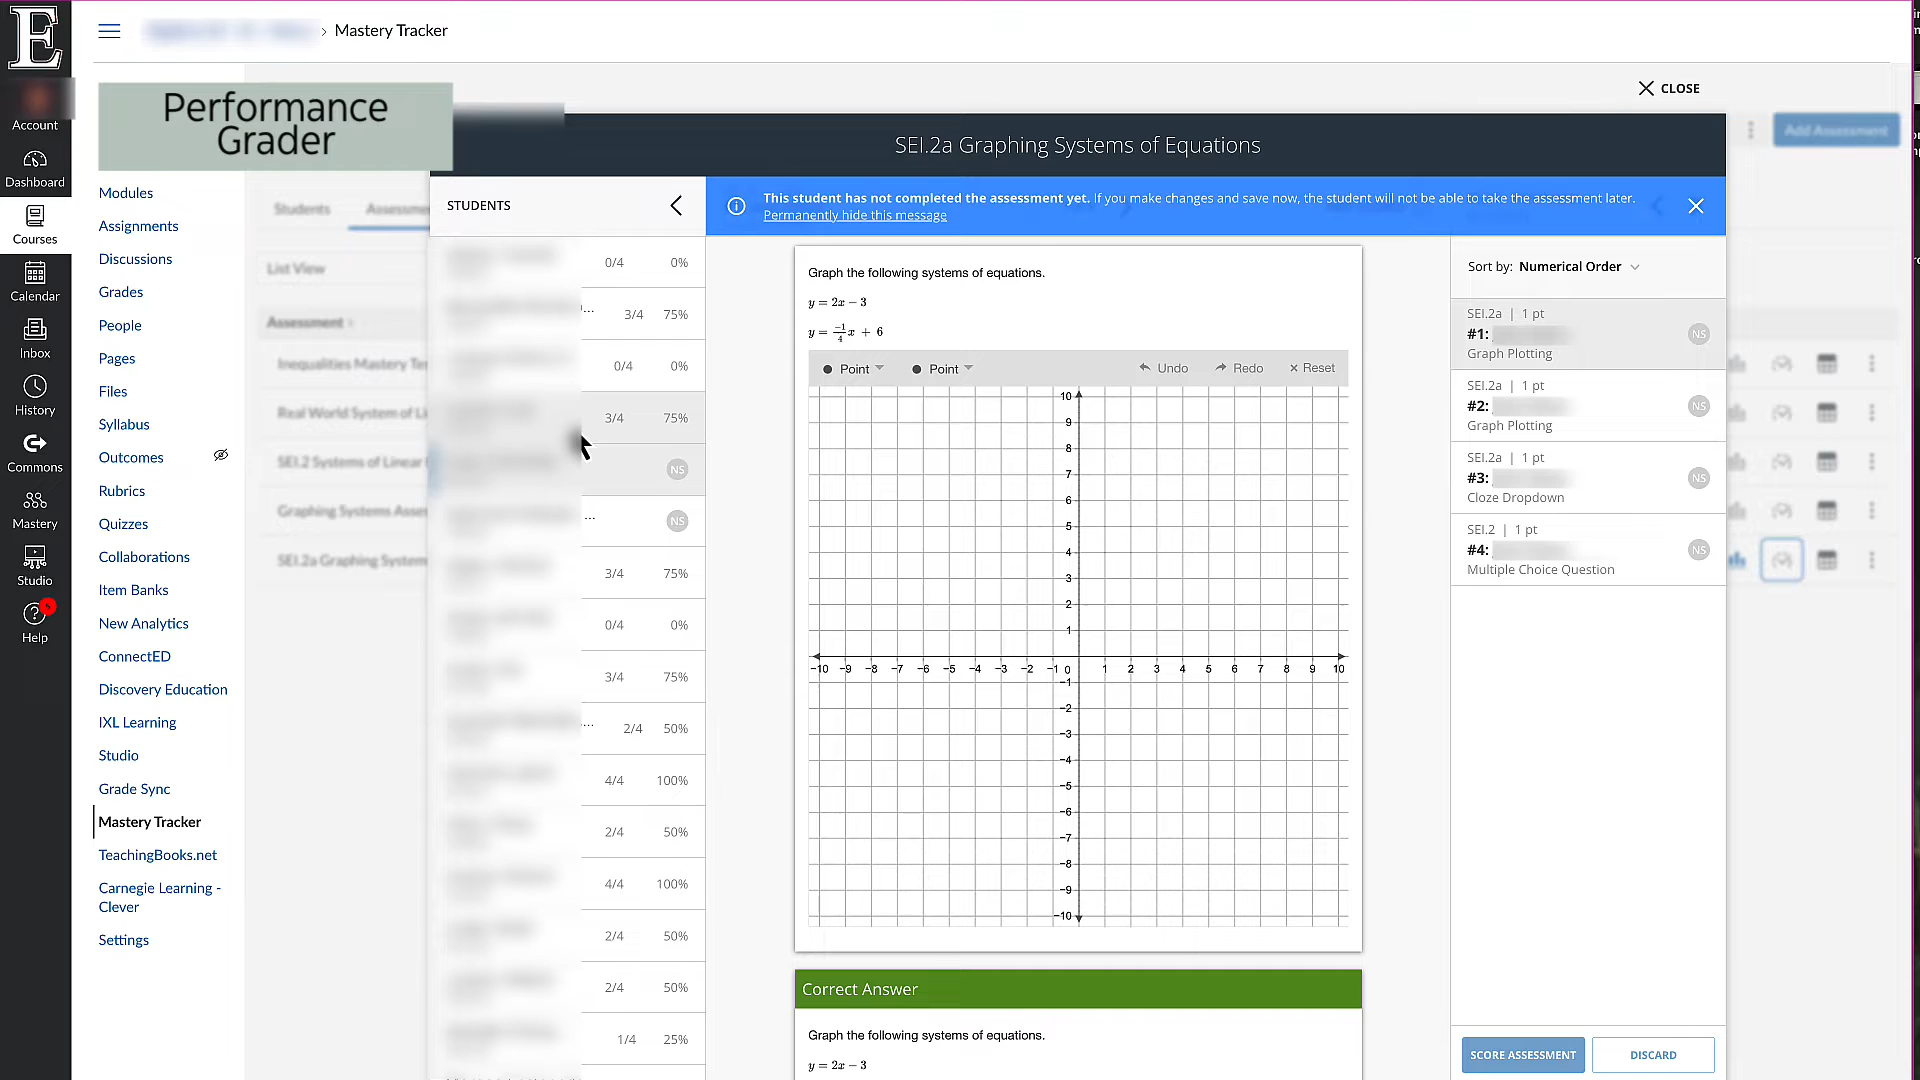 E
Mastery Tracker
Account
Dashboard
Courses
Calendar
Inbox
History
Commons
Mastery
Studio
Help
Performance
Grader
Modules
Assignments
Discussions
Grades
People
Pages
Files
Syllabus
Outcomes
Rubrics
Quizzes
Collaborations
Item Banks
New Analytics
ConnectED
Discovery Education
IXL Learning
Studio
Grade Sync
Mastery Tracker
TeachingBooks.net
Carnegie Learning -
Clever
Settings
Students Assessmen
List View
Assessment
Inequalities Mastery Te
Real World System of Li
SEI.2 Systems of Linear
Graphing Systems Asse
SEI.2a Graphing System
CLOSE
Add Assessment
SEI.2a Graphing Systems of Equations
STUDENTS
0/4 0%
... 3/4 75%
0/4 0%
3/4 75%
NS
... NS
3/4 75%
0/4 0%
3/4 75%
... 2/4 50%
4/4 100%
2/4 50%
4/4 100%
2/4 50%
2/4 50%
1/4 25%
This student has not completed the assessment yet. If you make changes and save now, the student will not be able to take the assessment later.
Permanently hide this message
Graph the following systems of equations.
y = 2x − 3
y = −1/4 x + 6
Point Point Undo Redo Reset
10
9
8
7
6
5
4
3
2
1
−10 −9 −8 −7 −6 −5 −4 −3 −2 −1 0 1 2 3 4 5 6 7 8 9 10
−1
−2
−3
−4
−5
−6
−7
−8
−9
−10
Correct Answer
Graph the following systems of equations.
y = 2x − 3
Sort by: Numerical Order
SEI.2a | 1 pt
#1: NS
Graph Plotting
SEI.2a | 1 pt
#2: NS
Graph Plotting
SEI.2a | 1 pt
#3: NS
Cloze Dropdown
SEI.2 | 1 pt
#4: NS
Multiple Choice Question
SCORE ASSESSMENT DISCARD